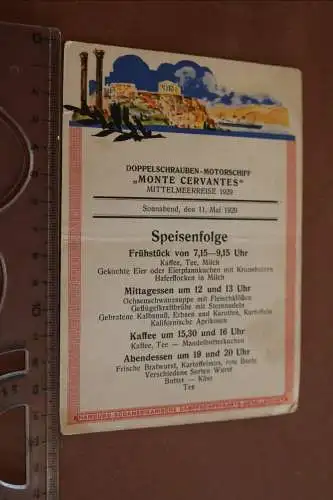 DOPPELSCHRAUBEN-MOTORSCHIFF
„MONTE CERVANTES"
MITTELMEERREISE 1929
Sonnabend, den 11. Mai 1929
Speisenfolge
Frühstück von 7,15—9,15 Uhr
Kaffee, Tee, Milch
Gekochte Eier oder Eierpfannkuchen mit Kronsbeeren
Haferflocken in Milch
Mittagessen um 12 und 13 Uhr
Ochsenschwanzsuppe mit Fleischklößen
Geflügelkraftbrühe mit Sternnudeln
Gebratene Kalbsnuß, Erbsen und Karotten, Kartoffeln
Kalifornische Aprikosen
Kaffee um 15,30 und 16 Uhr
Kaffee, Tee — Mandelbutterkuchen
Abendessen um 19 und 20 Uhr
Frische Bratwurst, Kartoffelmus, rote Beete
Verschiedene Sorten Wurst
Butter — Käse
Tee